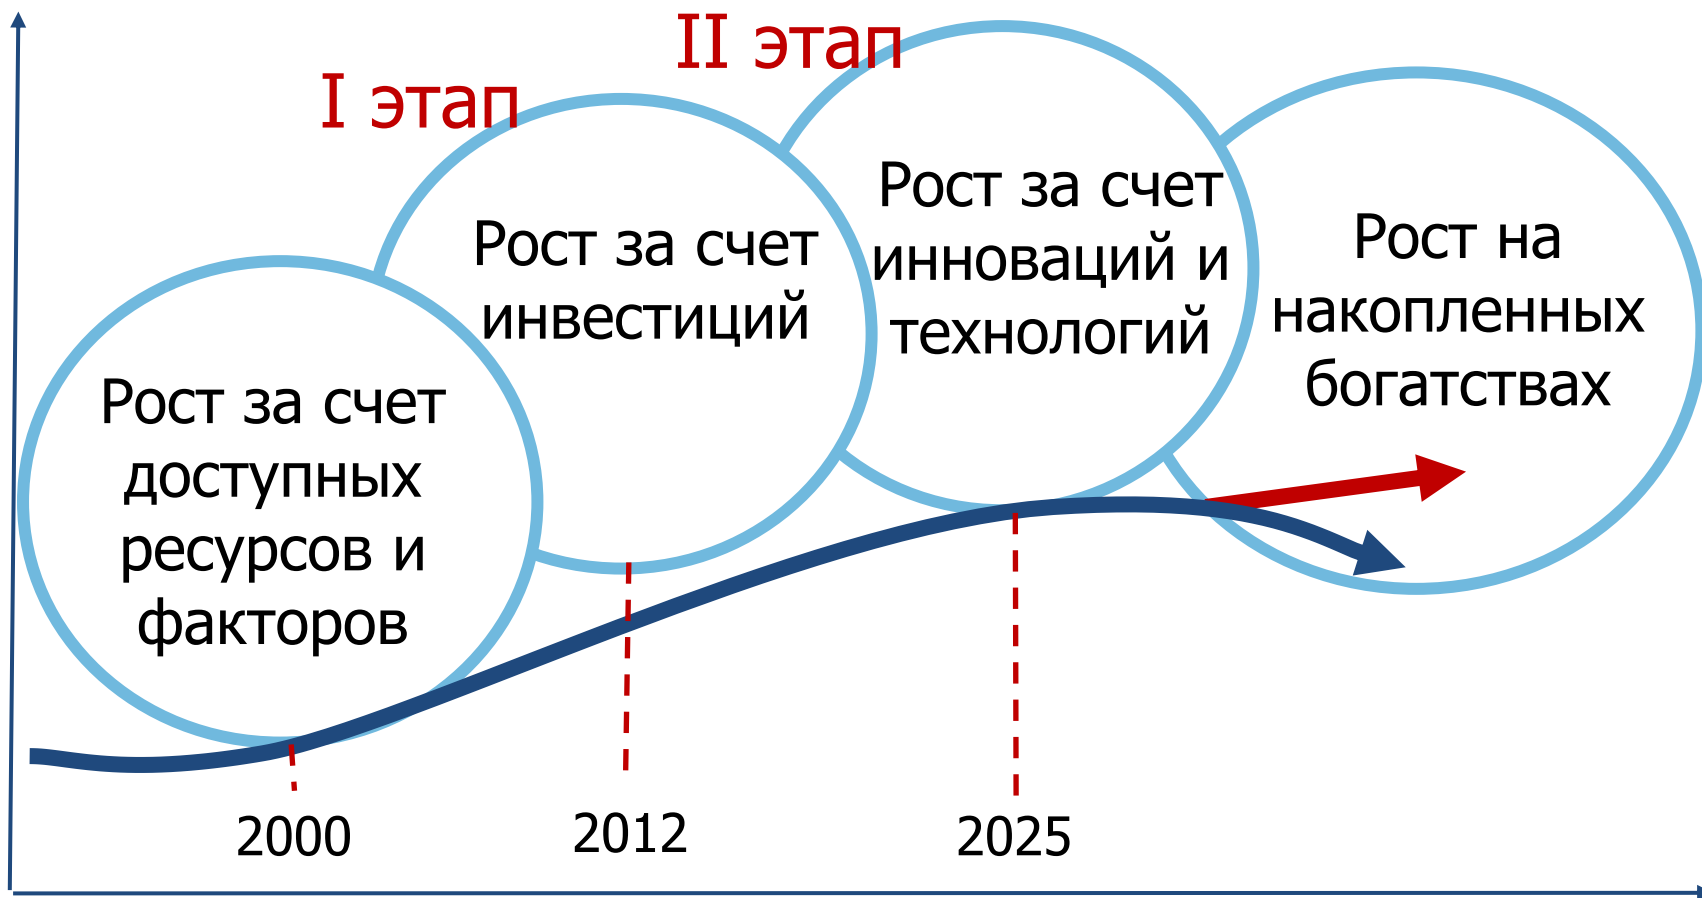 I этап
II этап
Рост за счет
доступных
ресурсов и
факторов
Рост за счет
инвестиций
Рост за счет
инноваций и
технологий
Рост на
накопленных
богатствах
2000
2012
2025